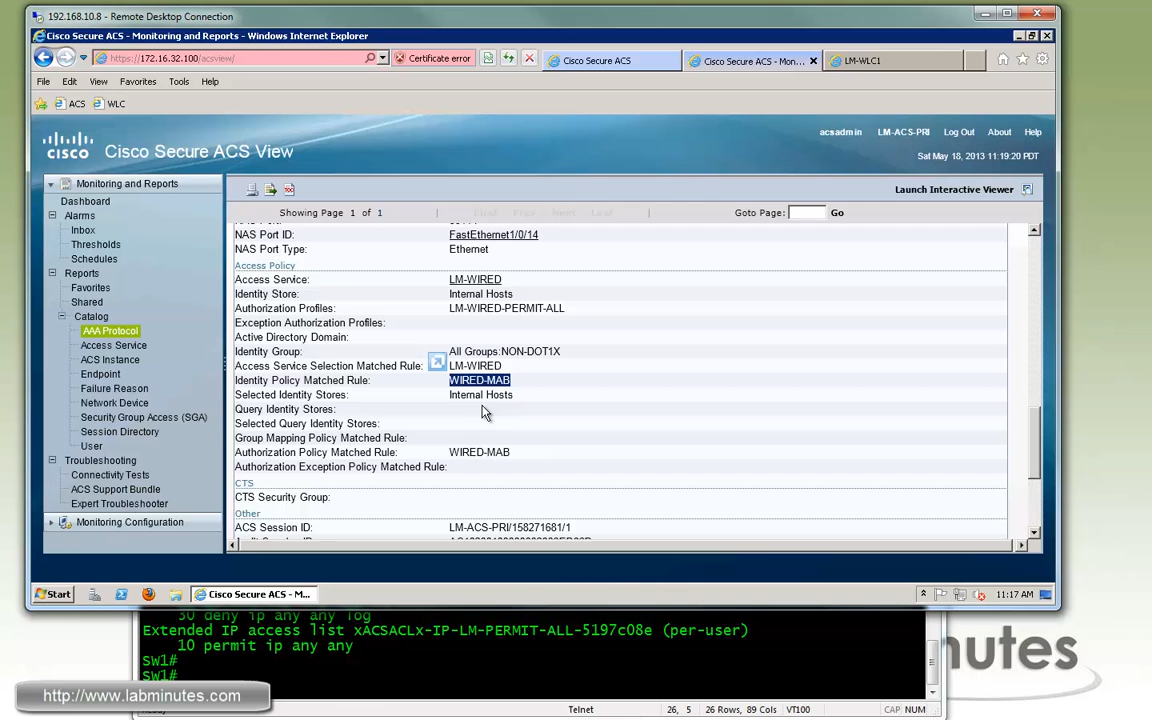 192.168.10.8 - Remote Desktop Connection
Cisco Secure ACS - Monitoring and Reports - Windows Internet Explorer
https://172.16.32.100/acsview/
Certificate error
Cisco Secure ACS
Cisco Secure ACS - Mon...
LM-WLC1
File Edit View Favorites Tools Help
ACS WLC
acsadmin LM-ACS-PRI Log Out About Help
CISCO Cisco Secure ACS View
Sat May 18, 2013 11:19:20 PDT
Monitoring and Reports
Dashboard
Alarms
Inbox
Thresholds
Schedules
Reports
Favorites
Shared
Catalog
AAA Protocol
Access Service
ACS Instance
Endpoint
Failure Reason
Network Device
Security Group Access (SGA)
Session Directory
User
Troubleshooting
Connectivity Tests
ACS Support Bundle
Expert Troubleshooter
Monitoring Configuration
Launch Interactive Viewer
Showing Page 1 of 1 | First Prev Next Last | Goto Page: Go
NAS Port ID: FastEthernet1/0/14
NAS Port Type: Ethernet
Access Policy
Access Service: LM-WIRED
Identity Store: Internal Hosts
Authorization Profiles: LM-WIRED-PERMIT-ALL
Exception Authorization Profiles:
Active Directory Domain:
Identity Group: All Groups:NON-DOT1X
Access Service Selection Matched Rule: LM-WIRED
Identity Policy Matched Rule: WIRED-MAB
Selected Identity Stores: Internal Hosts
Query Identity Stores:
Selected Query Identity Stores:
Group Mapping Policy Matched Rule:
Authorization Policy Matched Rule: WIRED-MAB
Authorization Exception Policy Matched Rule:
CTS
CTS Security Group:
Other
ACS Session ID: LM-ACS-PRI/158271681/1
Start
Cisco Secure ACS - M...
11:17 AM
30 deny ip any any log
Extended IP access list xACSACLx-IP-LM-PERMIT-ALL-5197c08e (per-user)
10 permit ip any any
SW1#
SW1#
http://www.labminutes.com
Telnet 26, 5 26 Rows, 89 Cols VT100 CAP NUM